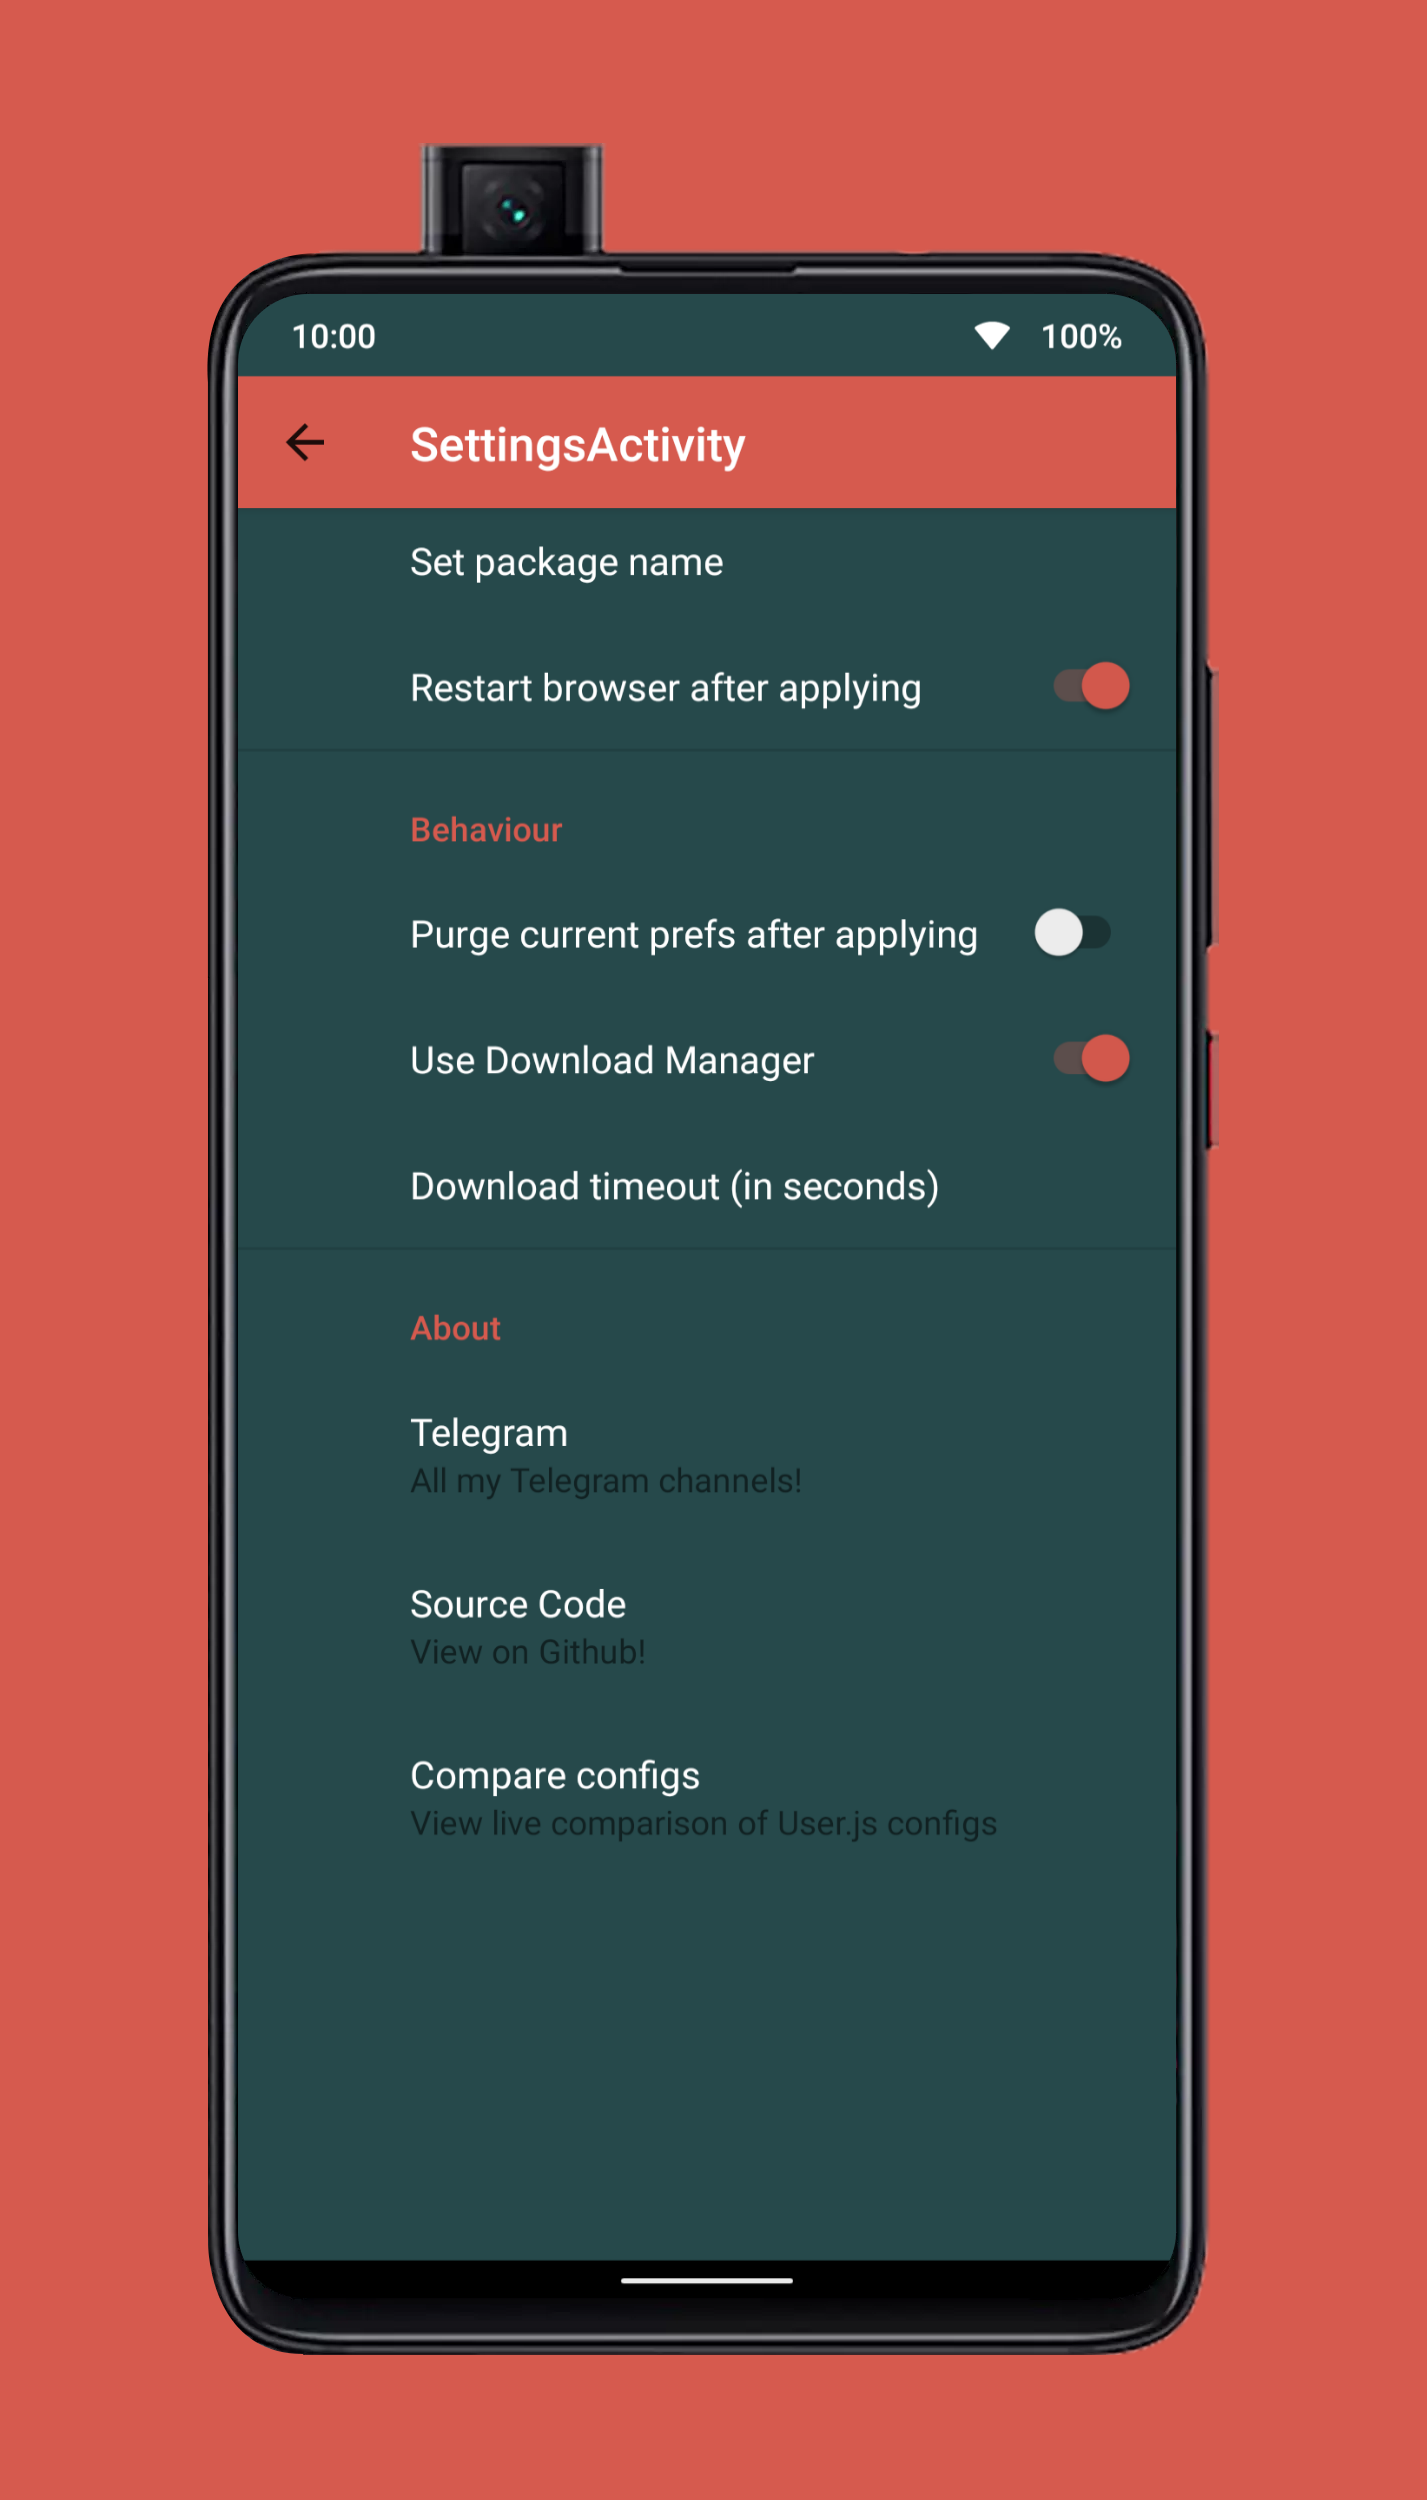 10:00
100%
SettingsActivity
Set package name
Restart browser after applying
Behaviour
Purge current prefs after applying
Use Download Manager
Download timeout (in seconds)
About
Telegram
All my Telegram channels!
Source Code
View on Github!
Compare configs
View live comparison of User.js configs